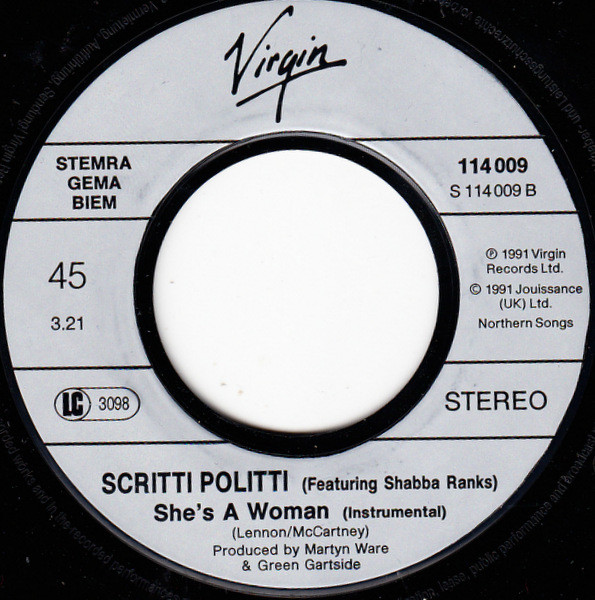 Virgin
STEMRA
GEMA
BIEM
114 009
S 114 009 B
45
3.21
℗ 1991 Virgin
Records Ltd.
© 1991 Jouissance
(UK) Ltd.
Northern Songs
LC 3098
STEREO
SCRITTI POLITTI (Featuring Shabba Ranks)
She's A Woman (Instrumental)
(Lennon/McCartney)
Produced by Martyn Ware
& Green Gartside